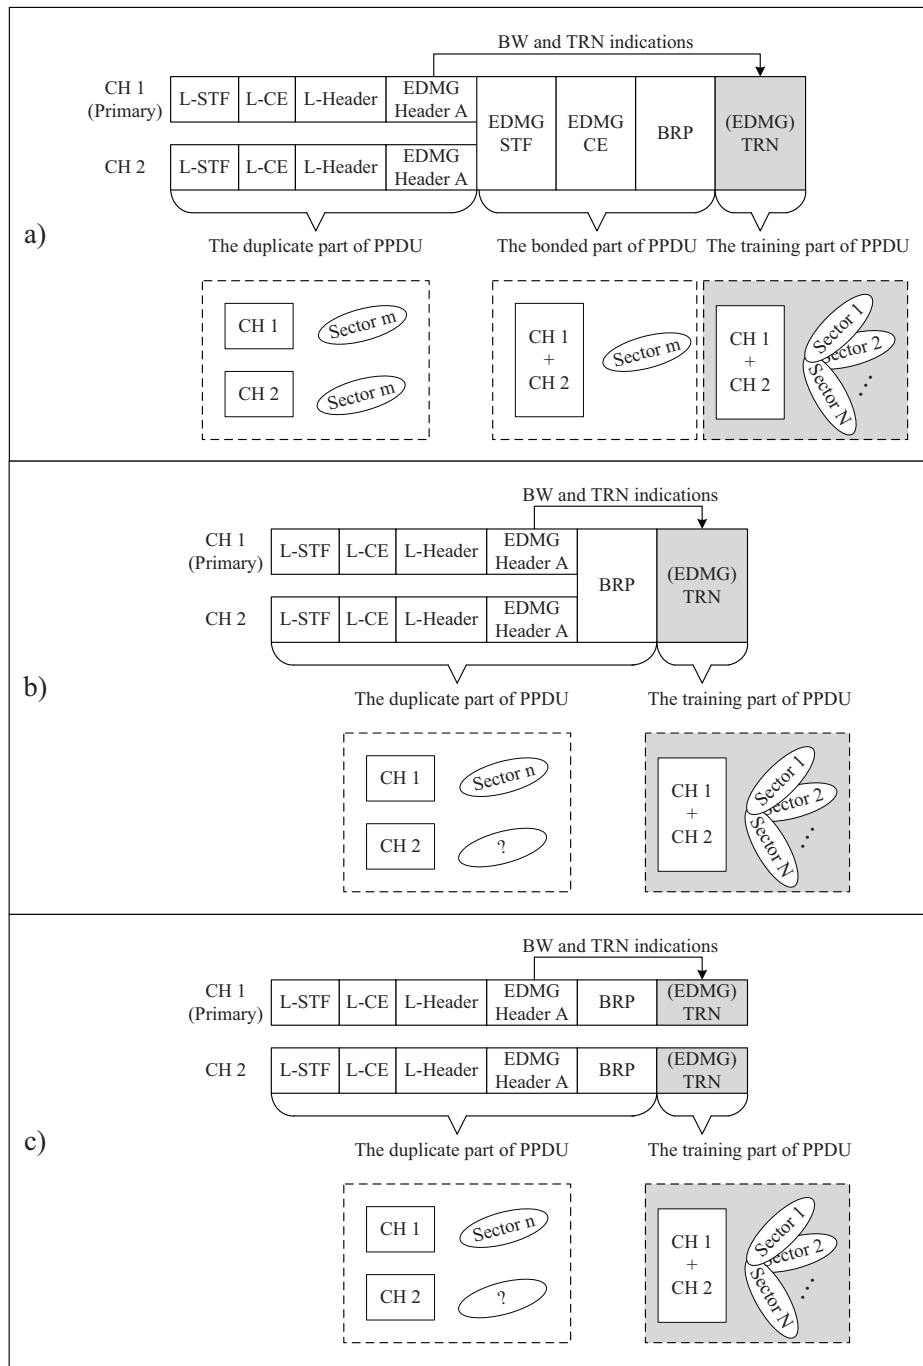 BW and TRN indications
CH 1
(Primary)
L-STF
L-CE
L-Header
EDMG
Header A
EDMG
STF
EDMG
CE
BRP
(EDMG)
TRN
CH 2
L-STF
L-CE
L-Header
EDMG
Header A
a)
The duplicate part of PPDU
The bonded part of PPDU
The training part of PPDU
CH 1
Sector m
CH 2
Sector m
CH 1
+
CH 2
Sector m
CH 1
+
CH 2
Sector 1
Sector 2
Sector N
...
BW and TRN indications
CH 1
(Primary)
L-STF
L-CE
L-Header
EDMG
Header A
BRP
(EDMG)
TRN
CH 2
L-STF
L-CE
L-Header
EDMG
Header A
b)
The duplicate part of PPDU
The training part of PPDU
CH 1
Sector n
CH 2
?
CH 1
+
CH 2
Sector 1
Sector 2
Sector N
...
BW and TRN indications
CH 1
(Primary)
L-STF
L-CE
L-Header
EDMG
Header A
BRP
(EDMG)
TRN
CH 2
L-STF
L-CE
L-Header
EDMG
Header A
BRP
(EDMG)
TRN
c)
The duplicate part of PPDU
The training part of PPDU
CH 1
Sector n
CH 2
?
CH 1
+
CH 2
Sector 1
Sector 2
Sector N
...